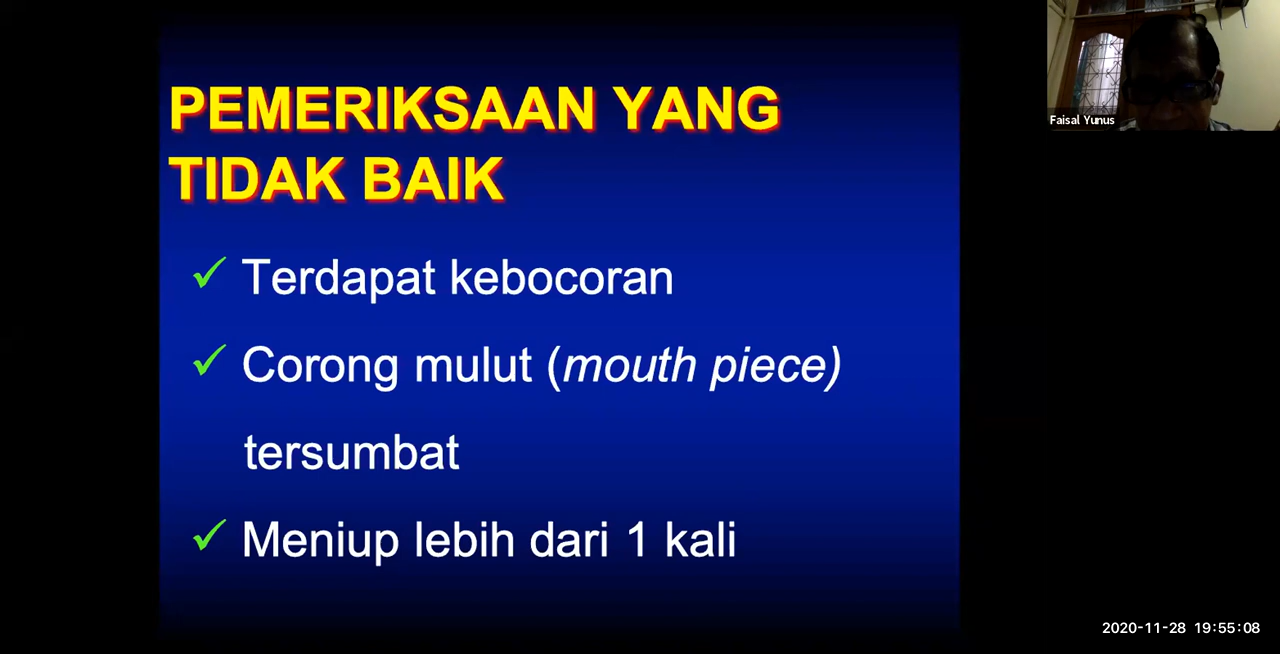 PEMERIKSAAN YANG
TIDAK BAIK
✓ Terdapat kebocoran
✓ Corong mulut (mouth piece)
tersumbat
✓ Meniup lebih dari 1 kali
Faisal Yunus
2020-11-28 19:55:08